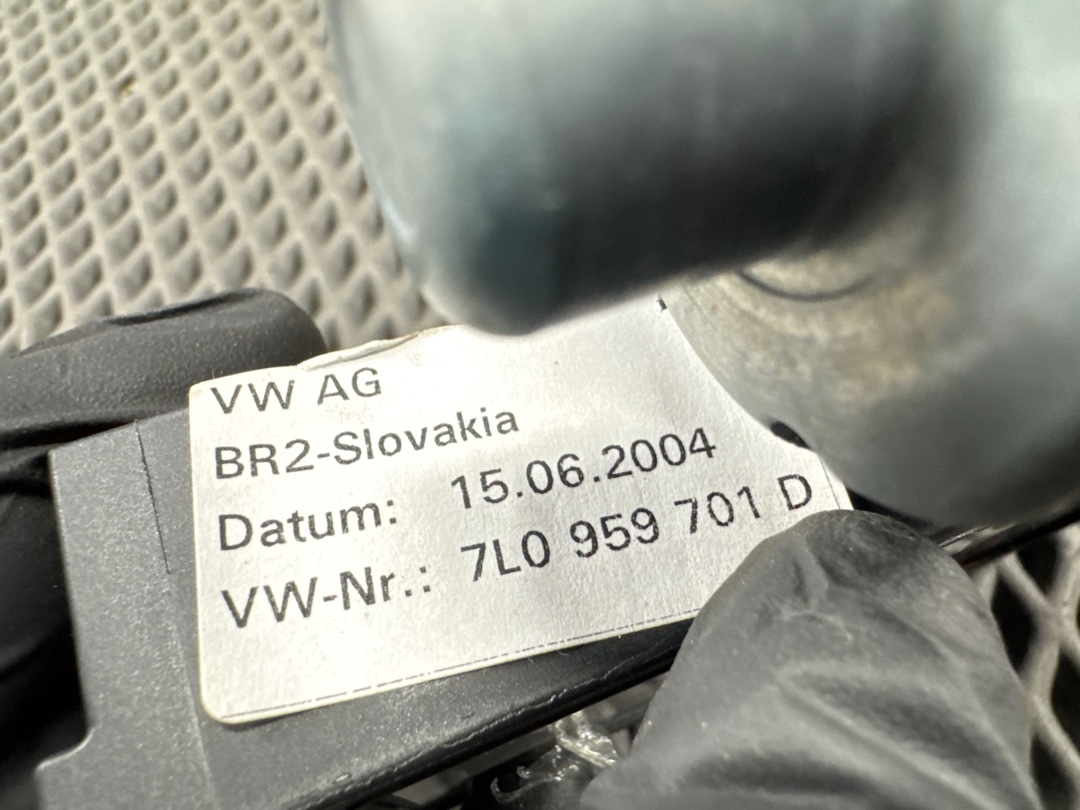 VW AG
BR2-Slovakia
Datum: 15.06.2004
VW-Nr.: 7L0 959 701 D